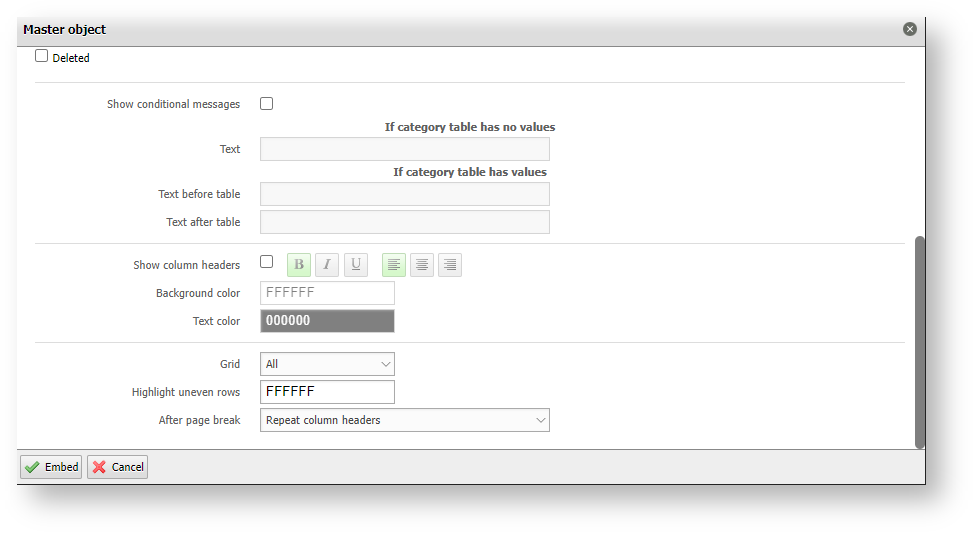 Master object
Deleted
Show conditional messages
If category table has no values
Text
If category table has values
Text before table
Text after table
Show column headers B I U
Background color FFFFFF
Text color 000000
Grid All
Highlight uneven rows FFFFFF
After page break Repeat column headers
Embed Cancel